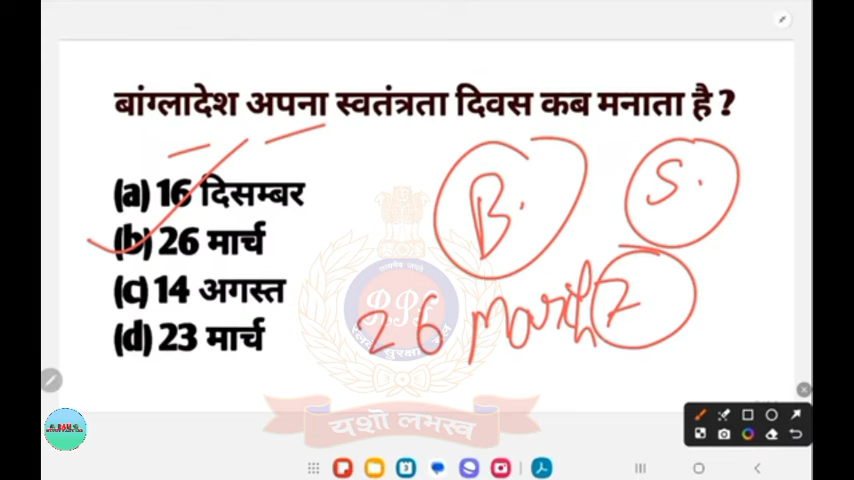 बांग्लादेश अपना स्वतंत्रता दिवस कब मनाता है ?
(a) 16 दिसम्बर
(b) 26 मार्च
(c) 14 अगस्त
(d) 23 मार्च
B.
S.
26 March
यशो लभस्व